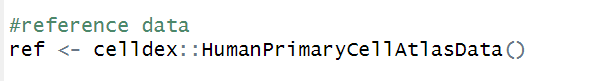 #reference data
ref <- celldex::HumanPrimaryCellAtlasData()